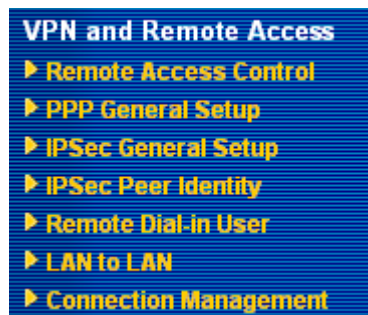 VPN and Remote Access
Remote Access Control
PPP General Setup
IPSec General Setup
IPSec Peer Identity
Remote Dial-in User
LAN to LAN
Connection Management